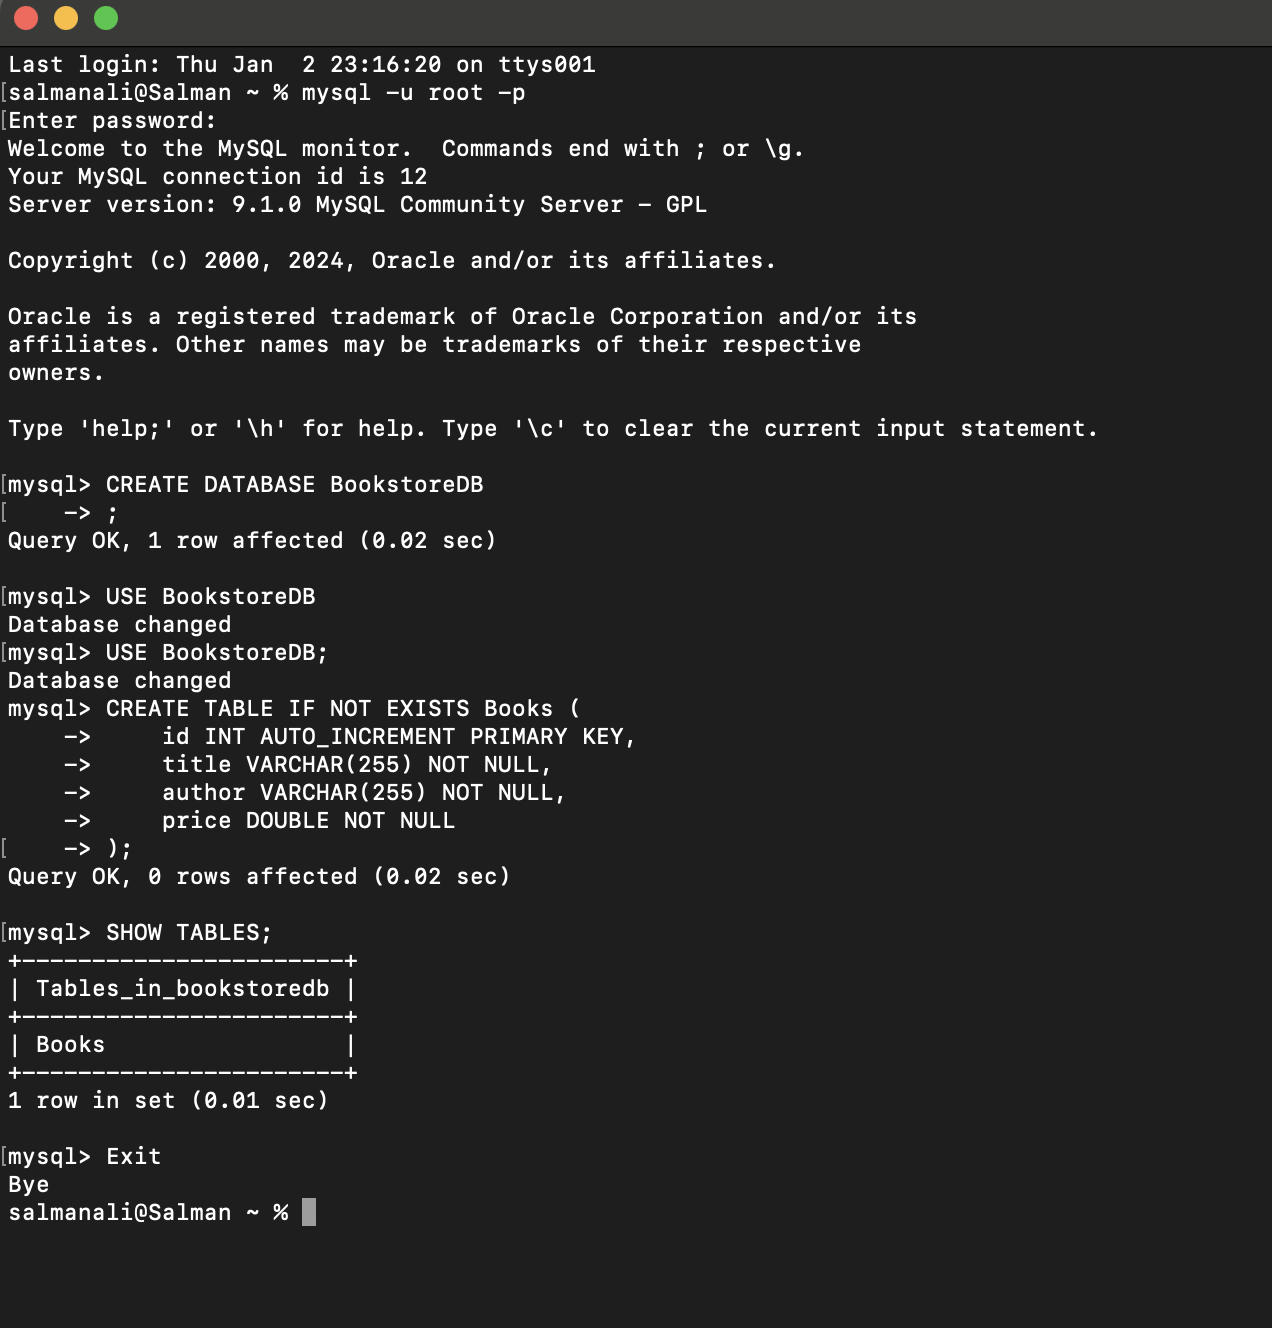 Last login: Thu Jan  2 23:16:20 on ttys001
[salmanali@Salman ~ % mysql -u root -p
[Enter password:
Welcome to the MySQL monitor.  Commands end with ; or \g.
Your MySQL connection id is 12
Server version: 9.1.0 MySQL Community Server - GPL

Copyright (c) 2000, 2024, Oracle and/or its affiliates.

Oracle is a registered trademark of Oracle Corporation and/or its
affiliates. Other names may be trademarks of their respective
owners.

Type 'help;' or '\h' for help. Type '\c' to clear the current input statement.

[mysql> CREATE DATABASE BookstoreDB
[    -> ;
Query OK, 1 row affected (0.02 sec)

[mysql> USE BookstoreDB
Database changed
[mysql> USE BookstoreDB;
Database changed
mysql> CREATE TABLE IF NOT EXISTS Books (
    ->     id INT AUTO_INCREMENT PRIMARY KEY,
    ->     title VARCHAR(255) NOT NULL,
    ->     author VARCHAR(255) NOT NULL,
    ->     price DOUBLE NOT NULL
[    -> );
Query OK, 0 rows affected (0.02 sec)

[mysql> SHOW TABLES;
+-----------------------+
| Tables_in_bookstoredb |
+-----------------------+
| Books                 |
+-----------------------+
1 row in set (0.01 sec)

[mysql> Exit
Bye
salmanali@Salman ~ %